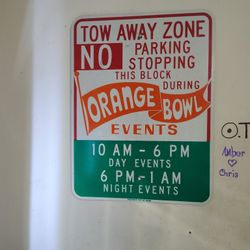 TOW AWAY ZONE
NO PARKING
STOPPING
THIS BLOCK
DURING
ORANGE BOWL
EVENTS
10 AM - 6 PM
DAY EVENTS
6 PM - 1 AM
NIGHT EVENTS
O.T
Amber
♡
Chris